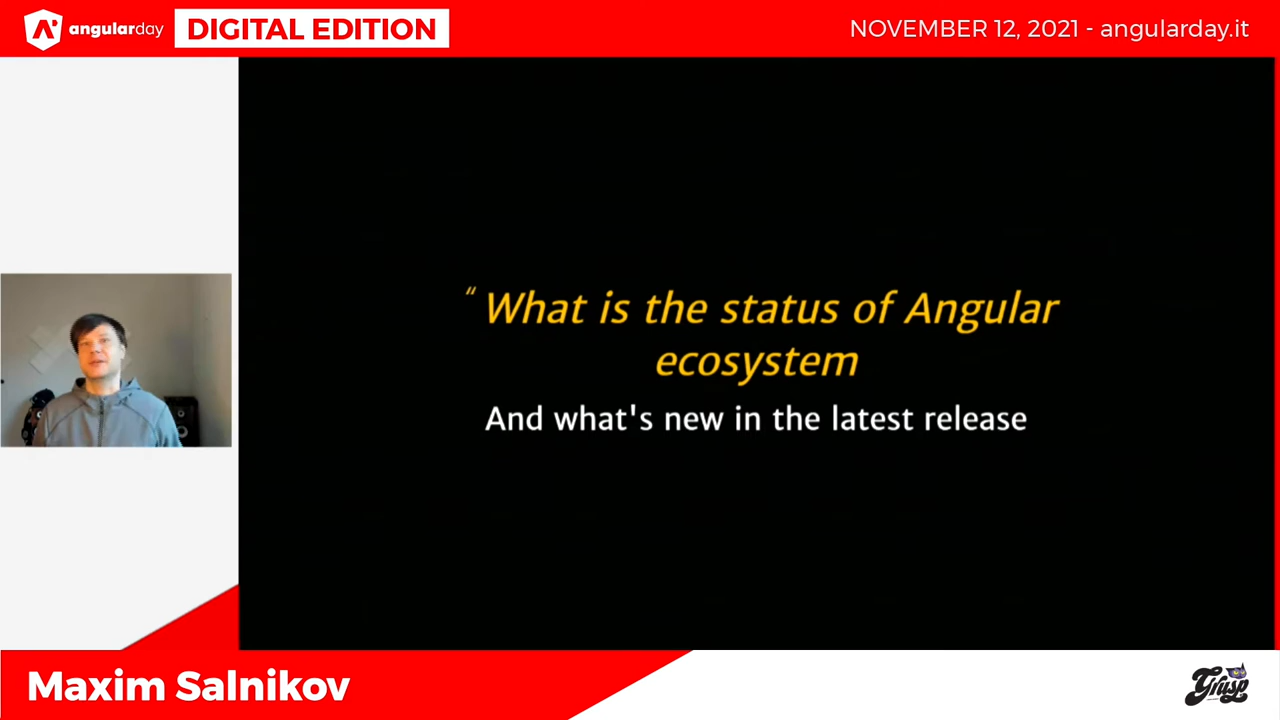 angularday
DIGITAL EDITION
NOVEMBER 12, 2021 - angularday.it
“ What is the status of Angular
ecosystem
And what's new in the latest release
Maxim Salnikov
Grusp